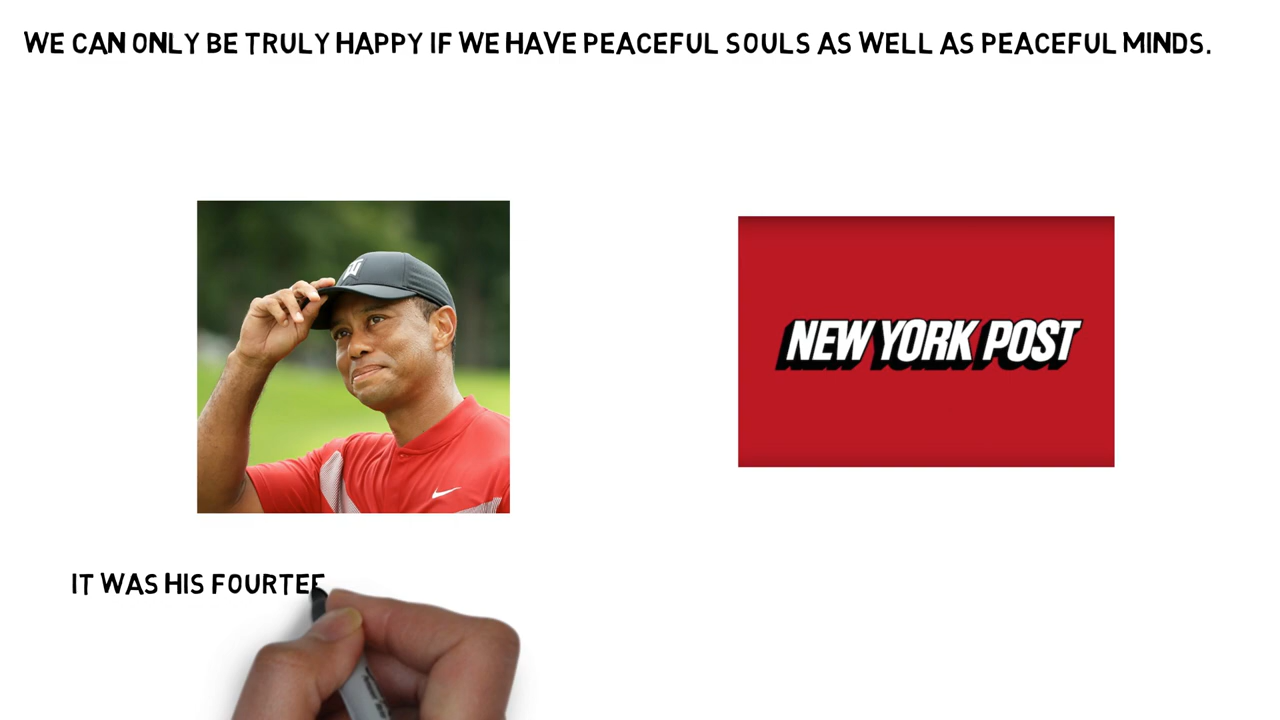 WE CAN ONLY BE TRULY HAPPY IF WE HAVE PEACEFUL SOULS AS WELL AS PEACEFUL MINDS.
TW
NEW YORK POST
IT WAS HIS FOURTEE